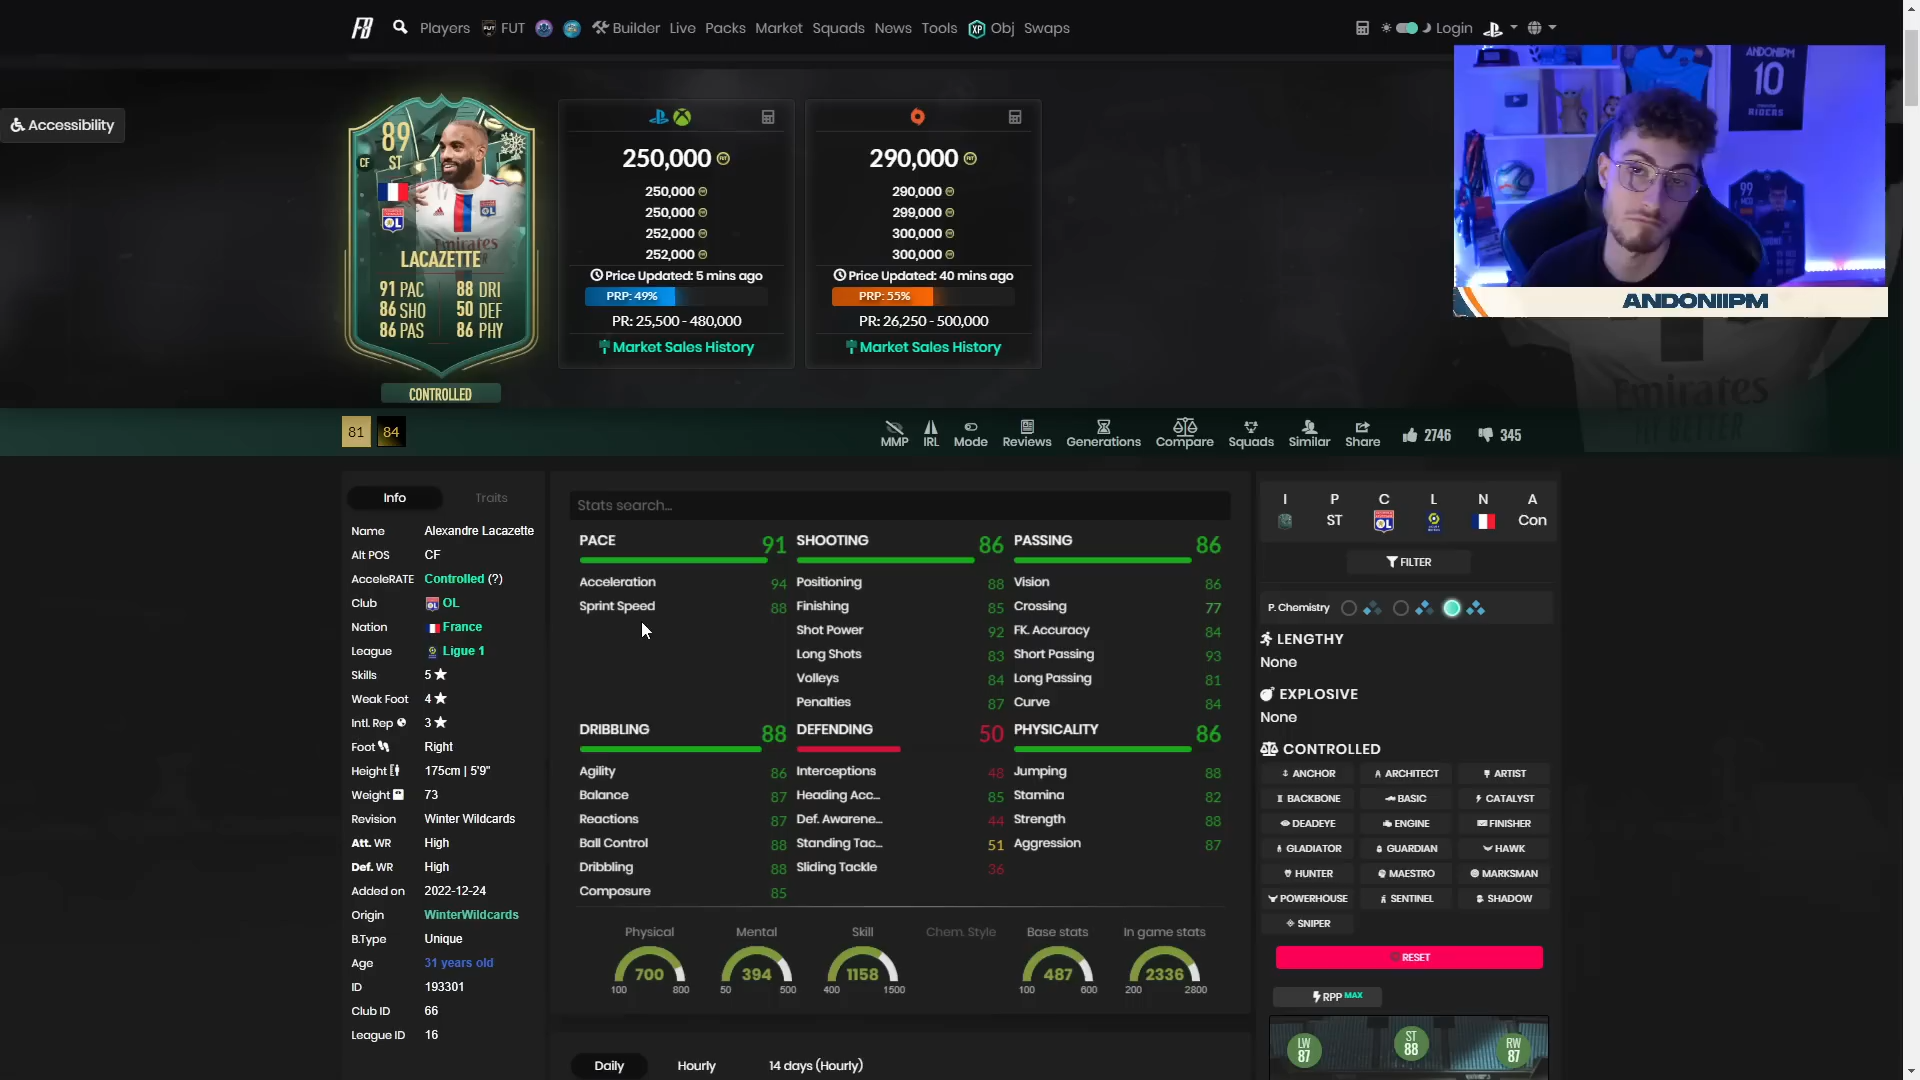 FB Players FUT Builder Live Packs Market Squads News Tools XP Obj Swaps Login
Accessibility
89
CF ST
Emirates
LACAZETTE
91 PAC 88 DRI
86 SHO 50 DEF
86 PAS 86 PHY
CONTROLLED
250,000
250,000
250,000
252,000
252,000
Price Updated: 5 mins ago
PRP: 49%
PR: 25,500 - 480,000
Market Sales History
290,000
290,000
299,000
300,000
300,000
Price Updated: 40 mins ago
PRP: 55%
PR: 26,250 - 500,000
Market Sales History
ANDONIIPM
10
RIDERS
99
ANDONIIPM
Emirates
FLY BETTER
81 84
MMP IRL Mode Reviews Generations Compare Squads Similar Share 2746 345
Info Traits
Name Alexandre Lacazette
Alt POS CF
AcceleRATE Controlled (?)
Club OL
Nation France
League Ligue 1
Skills 5
Weak Foot 4
Intl. Rep 3
Foot Right
Height 175cm | 5'9"
Weight 73
Revision Winter Wildcards
Att. WR High
Def. WR High
Added on 2022-12-24
Origin WinterWildcards
B.Type Unique
Age 31 years old
ID 193301
Club ID 66
League ID 16
Stats search...
PACE 91
Acceleration 94
Sprint Speed 88
SHOOTING 86
Positioning 88
Finishing 85
Shot Power 92
Long Shots 83
Volleys 84
Penalties 87
PASSING 86
Vision 86
Crossing 77
FK. Accuracy 84
Short Passing 93
Long Passing 81
Curve 84
DRIBBLING 88
Agility 86
Balance 87
Reactions 87
Ball Control 88
Dribbling 88
Composure 85
DEFENDING 50
Interceptions 48
Heading Acc... 85
Def. Awarene... 44
Standing Tac... 51
Sliding Tackle 36
PHYSICALITY 86
Jumping 88
Stamina 82
Strength 88
Aggression 87
Physical Mental Skill Chem. Style Base stats In game stats
700 394 1158 487 2336
100 800 50 500 400 1500 100 600 200 2800
Daily Hourly 14 days (Hourly)
I P C L N A
ST OL Con
FILTER
P. Chemistry
LENGTHY
None
EXPLOSIVE
None
CONTROLLED
ANCHOR ARCHITECT ARTIST
BACKBONE BASIC CATALYST
DEADEYE ENGINE FINISHER
GLADIATOR GUARDIAN HAWK
HUNTER MAESTRO MARKSMAN
POWERHOUSE SENTINEL SHADOW
SNIPER
RESET
RPP MAX
LW 87
ST 88
RW 87